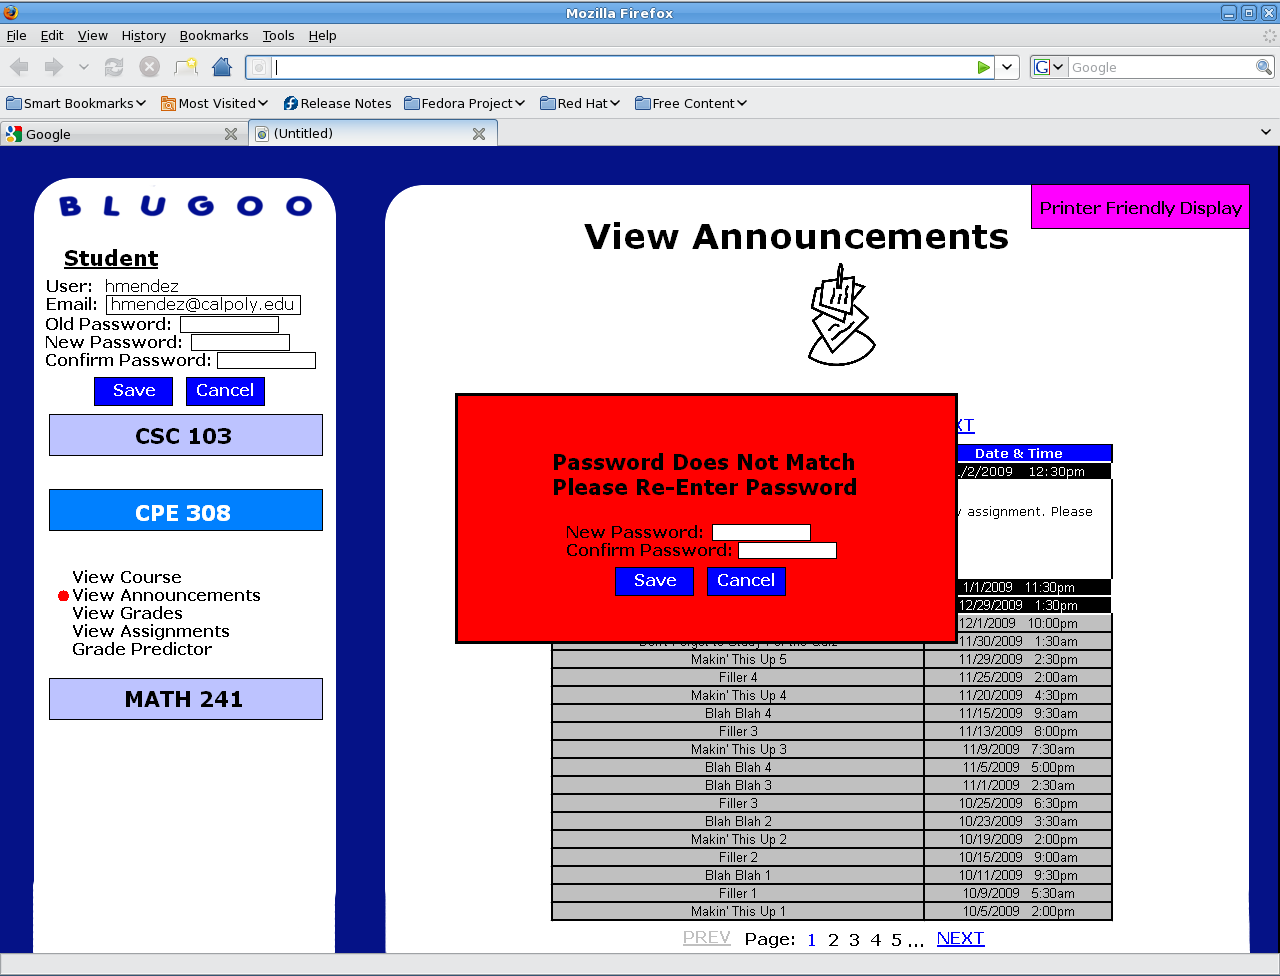 Mozilla Firefox
File Edit View History Bookmarks Tools Help
Google
Smart Bookmarks Most Visited Release Notes Fedora Project Red Hat Free Content
Google (Untitled)
BLUGOO
Student
User: hmendez
Email: hmendez@calpoly.edu
Old Password:
New Password:
Confirm Password:
Save Cancel
CSC 103
CPE 308
View Course
View Announcements
View Grades
View Assignments
Grade Predictor
MATH 241
Printer Friendly Display
View Announcements
XT
Date & Time
/2/2009 12:30pm
assignment. Please
Password Does Not Match
Please Re-Enter Password
New Password:
Confirm Password:
Save Cancel
1/1/2009 11:30pm
12/29/2009 1:30pm
12/1/2009 10:00pm
Don't Forget to Study For the Quiz 11/30/2009 1:30am
Makin' This Up 5 11/29/2009 2:30pm
Filler 4 11/25/2009 2:00am
Makin' This Up 4 11/20/2009 4:30pm
Blah Blah 4 11/15/2009 9:30am
Filler 3 11/13/2009 8:00pm
Makin' This Up 3 11/9/2009 7:30am
Blah Blah 4 11/5/2009 5:00pm
Blah Blah 3 11/1/2009 2:30am
Filler 3 10/25/2009 6:30pm
Blah Blah 2 10/23/2009 3:30am
Makin' This Up 2 10/19/2009 2:00pm
Filler 2 10/15/2009 9:00am
Blah Blah 1 10/11/2009 9:30pm
Filler 1 10/9/2009 5:30am
Makin' This Up 1 10/5/2009 2:00pm
PREV Page: 1 2 3 4 5 ... NEXT